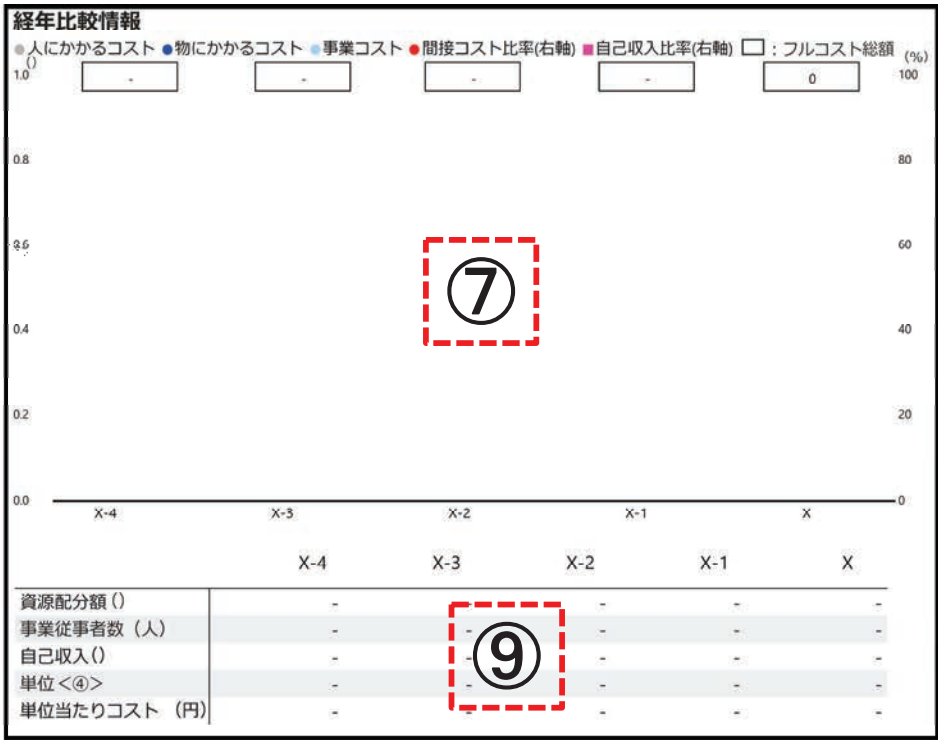 経年比較情報
●人にかかるコスト ●物にかかるコスト ●事業コスト ●間接コスト比率(右軸) ■自己収入比率(右軸) □ : フルコスト総額 (%)
()
1.0 - - - - 0 100
0.8 80
60
⑦
0.4 40
0.2 20
0.0 0
X-4 X-3 X-2 X-1 X
X-4 X-3 X-2 X-1 X
資源配分額() - - - - -
事業従事者数(人) - - - - -
自己収入() - - - -
⑨
単位<④> - - - - -
単位当たりコスト (円) - - - - -